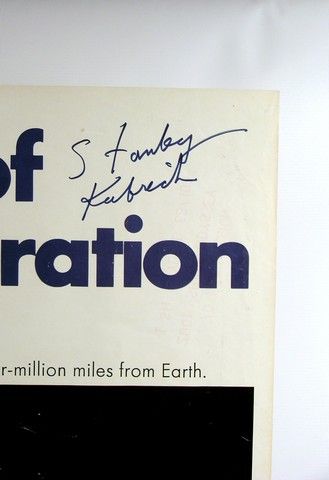 of
Stanley
Kubrick
ration
r-million miles from Earth.